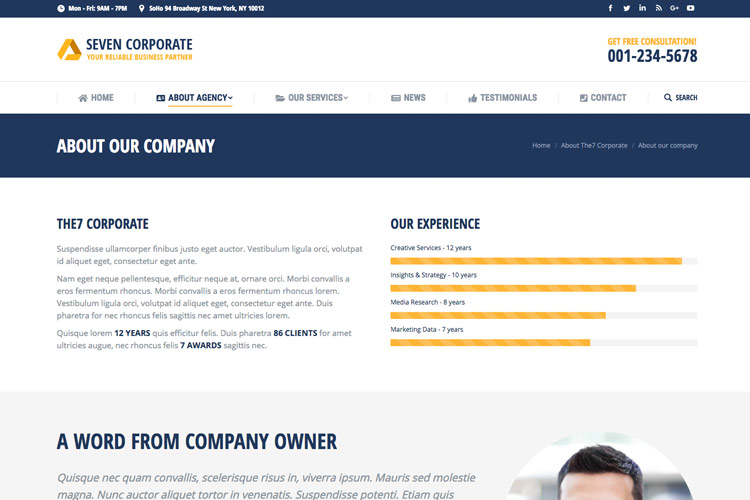 Mon - Fri: 9AM - 7PM SoHo 94 Broadway St New York, NY 10012
SEVEN CORPORATE
YOUR RELIABLE BUSINESS PARTNER
GET FREE CONSULTATION!
001-234-5678
HOME ABOUT AGENCY OUR SERVICES NEWS TESTIMONIALS CONTACT SEARCH
ABOUT OUR COMPANY
Home / About The7 Corporate / About our company
THE7 CORPORATE
Suspendisse ullamcorper finibus justo eget auctor. Vestibulum ligula orci, volutpat
id aliquet eget, consectetur eget ante.
Nam eget neque pellentesque, efficitur neque at, ornare orci. Morbi convallis a
eros fermentum rhoncus. Morbi convallis a eros fermentum rhoncus lorem.
Vestibulum ligula orci, volutpat id aliquet eget, consectetur eget ante. Duis
pharetra for nec rhoncus felis sagittis nec amet ultricies lorem.
Quisque lorem 12 YEARS quis efficitur felis. Duis pharetra 86 CLIENTS for amet
ultricies augue, nec rhoncus felis 7 AWARDS sagittis nec.
OUR EXPERIENCE
Creative Services - 12 years
Insights & Strategy - 10 years
Media Research - 8 years
Marketing Data - 7 years
A WORD FROM COMPANY OWNER
Quisque nec quam convallis, scelerisque risus in, viverra ipsum. Mauris sed molestie
magna. Nunc auctor aliquet tortor in venenatis. Suspendisse potenti. Etiam quis